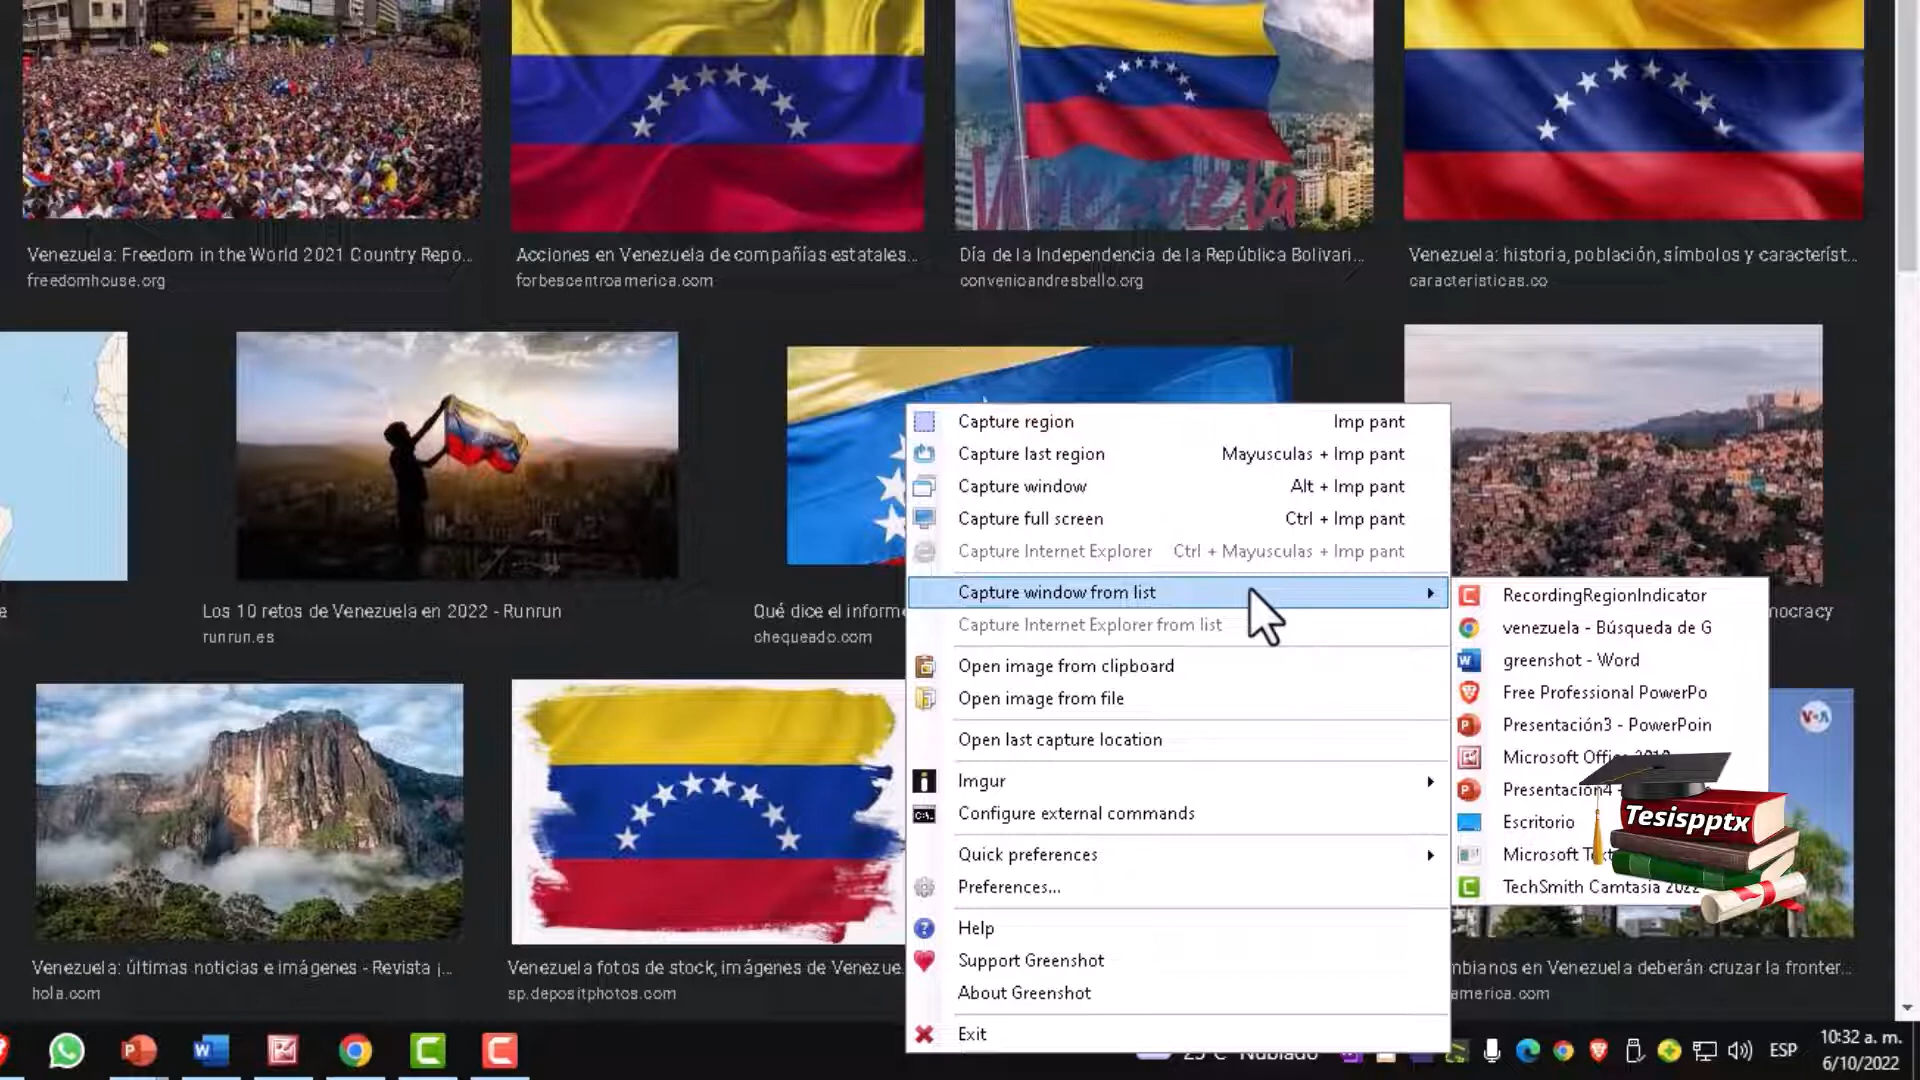 Venezuela
Venezuela: Freedom in the World 2021 Country Repo...
freedomhouse.org
Acciones en Venezuela de compañías estatales...
forbescentroamerica.com
Día de la Independencia de la República Bolivari...
convenioandresbello.org
Venezuela: historia, población, símbolos y característ...
caracteristicas.co
e
Los 10 retos de Venezuela en 2022 - Runrun
runrun.es
Qué dice el inform
chequeado.com
mocracy
Capture region Imp pant
Capture last region Mayusculas + Imp pant
Capture window Alt + Imp pant
Capture full screen Ctrl + Imp pant
Capture Internet Explorer Ctrl + Mayusculas + Imp pant
Capture window from list
Capture Internet Explorer from list
Open image from clipboard
Open image from file
Open last capture location
Imgur
Configure external commands
Quick preferences
Preferences...
Help
Support Greenshot
About Greenshot
Exit
RecordingRegionIndicator
venezuela - Búsqueda de G
greenshot - Word
Free Professional PowerPo
Presentación3 - PowerPoin
Microsoft Offi
Presentación4 -
Escritorio
Microsoft
TechSmith Camtasia 2022
Tesispptx
VOA
Venezuela: últimas noticias e imágenes - Revista ¡...
hola.com
Venezuela fotos de stock, imágenes de Venezue...
sp.depositphotos.com
mbianos en Venezuela deberán cruzar la fronter...
america.com
25°C Nublado
ESP
10:32 a. m.
6/10/2022